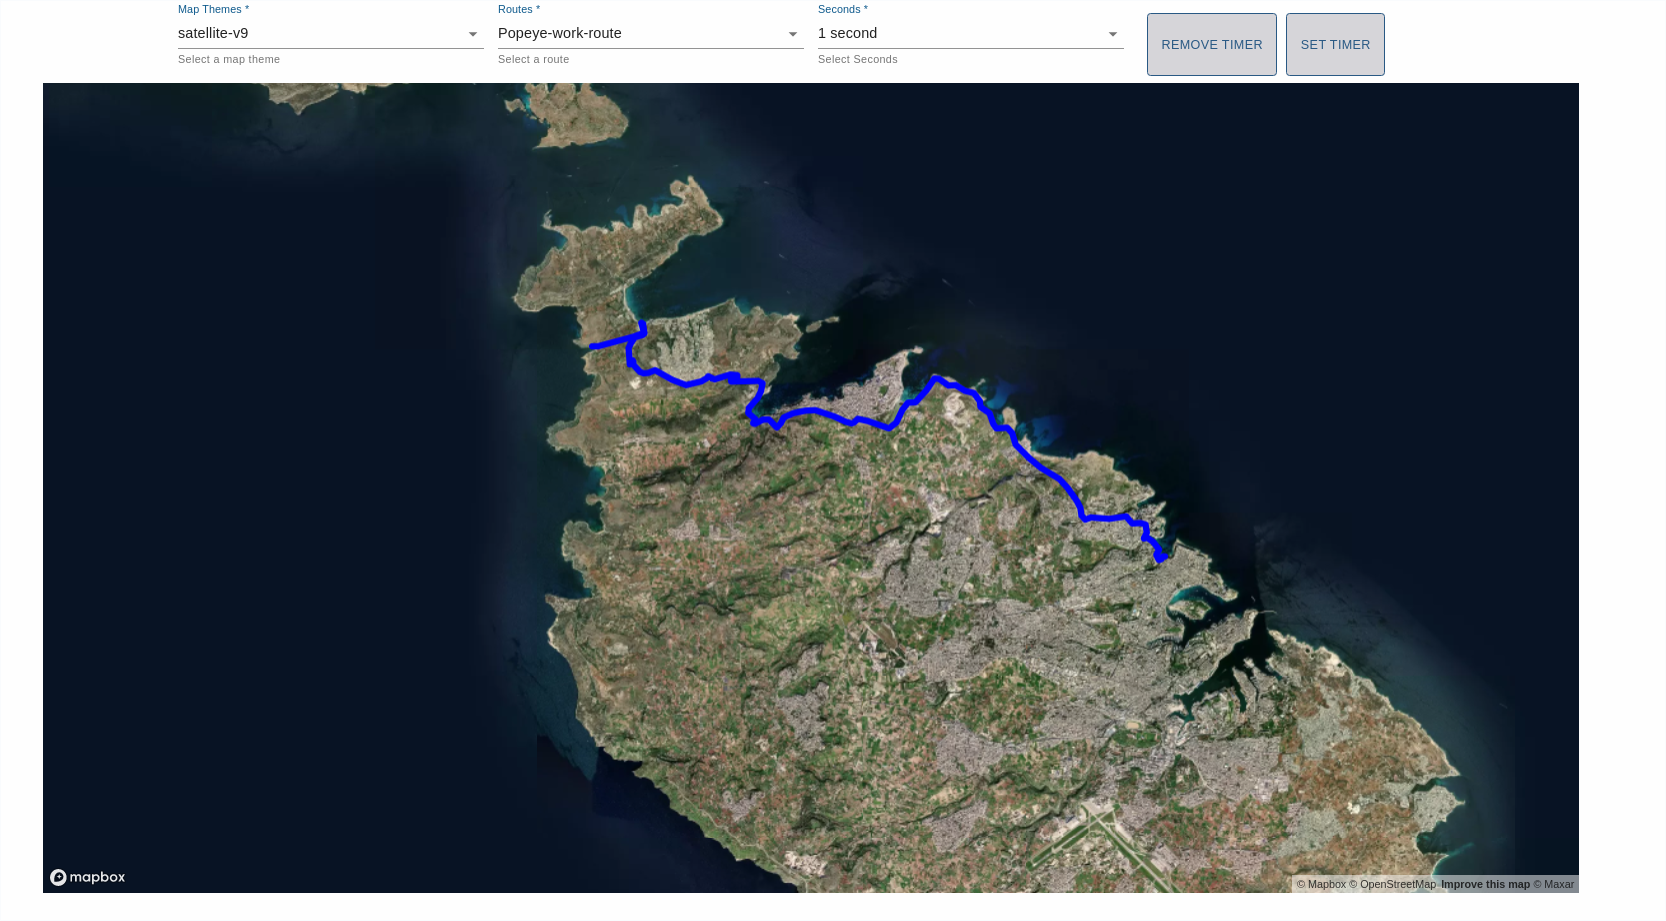 Map Themes *
Routes *
Seconds *
satellite-v9
Popeye-work-route
1 second
REMOVE TIMER
SET TIMER
Select a map theme
Select a route
Select Seconds
mapbox
© Mapbox © OpenStreetMap Improve this map © Maxar